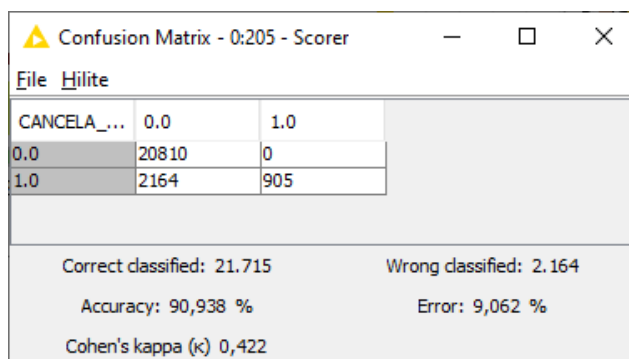 Confusion Matrix - 0:205 - Scorer
File Hilite
CANCELA_... 0.0 1.0
0.0 20810 0
1.0 2164 905
Correct classified: 21.715 Wrong classified: 2.164
Accuracy: 90,938 % Error: 9,062 %
Cohen's kappa (κ) 0,422